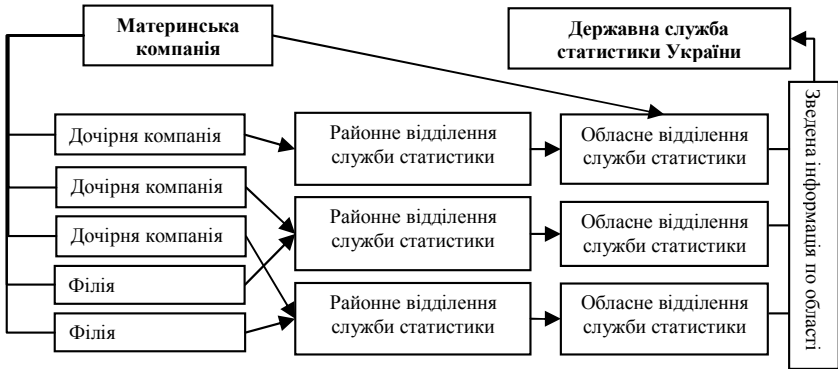 Материнська
компанія
Державна служба
статистики України
Дочірня компанія
Районне відділення
служби статистики
Обласне відділення
служби статистики
Дочірня компанія
Дочірня компанія
Районне відділення
служби статистики
Обласне відділення
служби статистики
Філія
Філія
Районне відділення
служби статистики
Обласне відділення
служби статистики
Зведена інформація по області